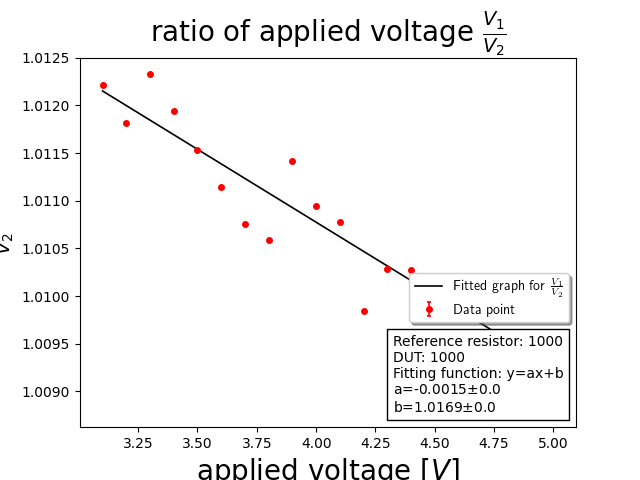 ratio of applied voltage V₁/V₂
1.0125
1.0120
1.0115
1.0110
1.0105
1.0100
1.0095
1.0090
V₂
Fitted graph for V₁/V₂
Data point
Reference resistor: 1000
DUT: 1000
Fitting function: y=ax+b
a=-0.0015±0.0
b=1.0169±0.0
3.25 3.50 3.75 4.00 4.25 4.50 4.75 5.00
applied voltage [V]